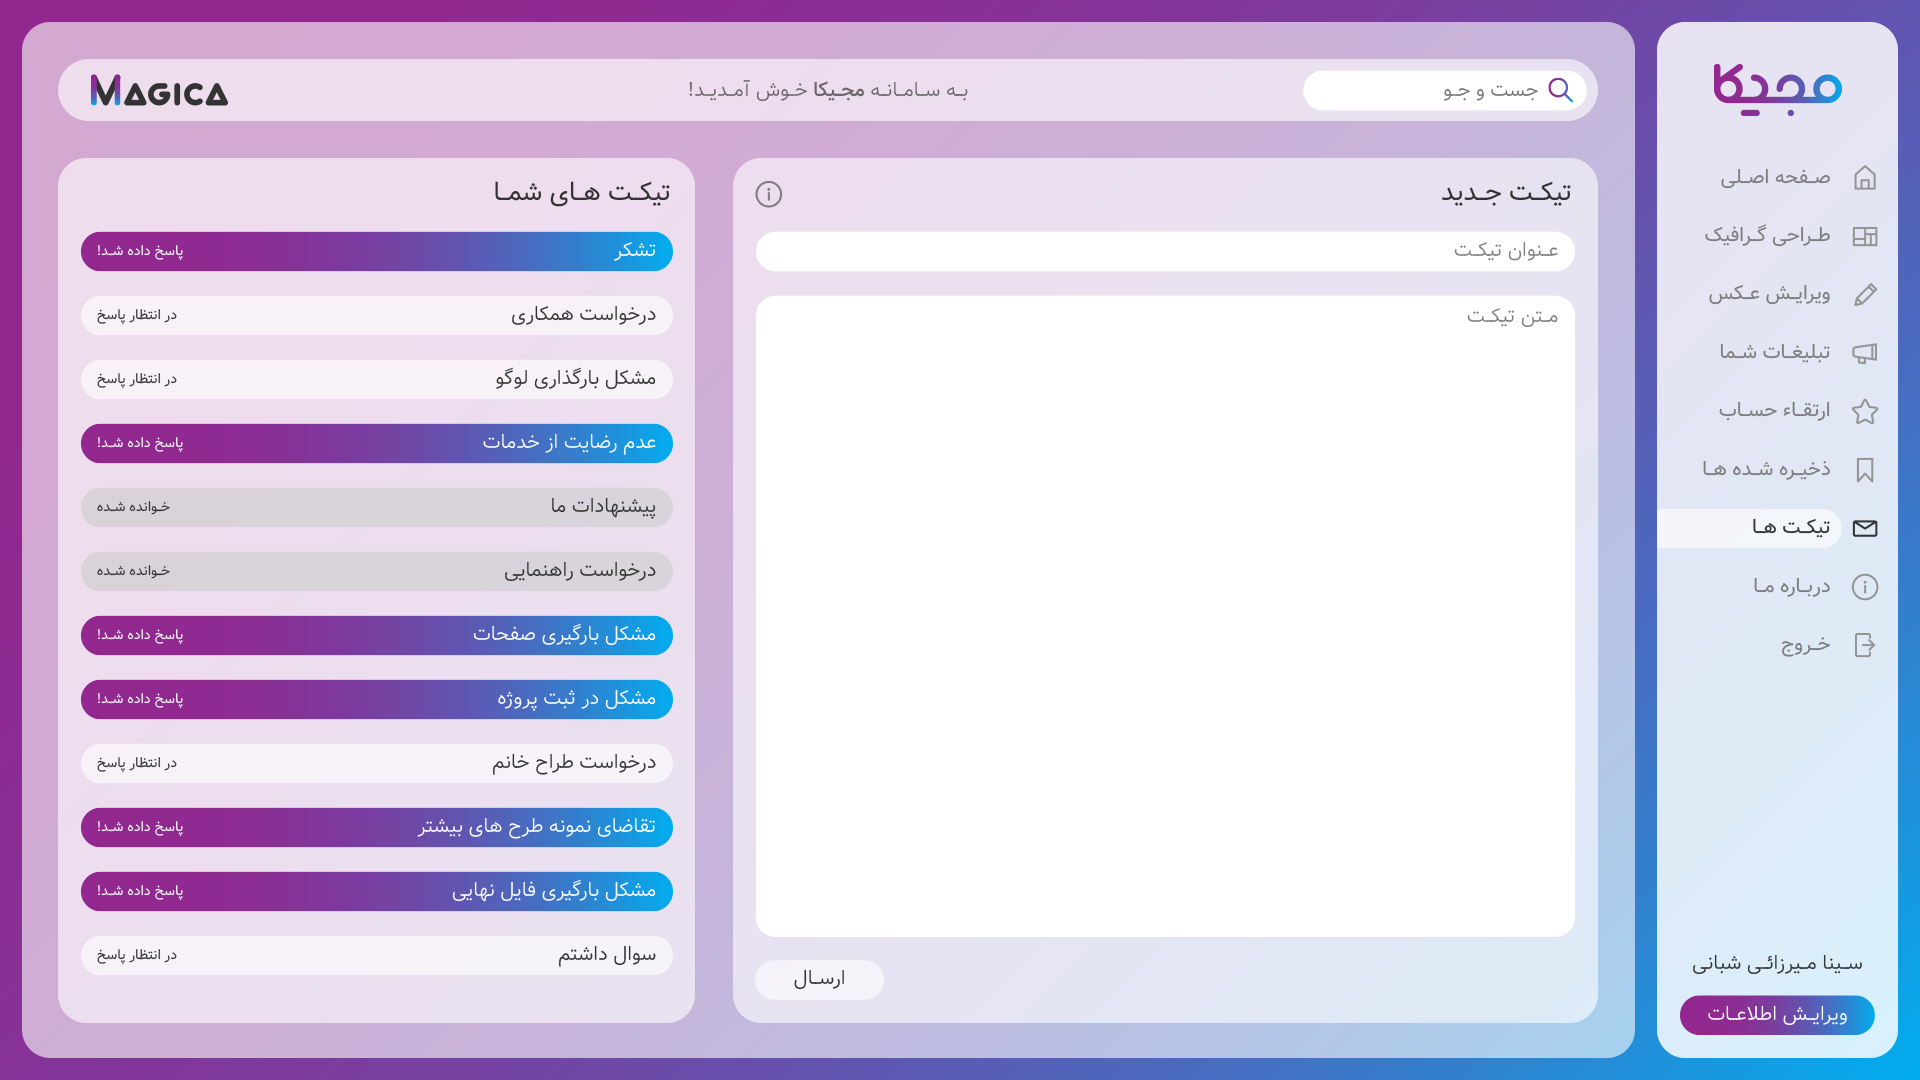 مجیکا
صفحه اصلی
طراحی گرافیک
ویرایش عکس
تبلیغات شما
ارتقاء حساب
ذخیره شده ها
تیکت ها
درباره ما
خروج
سینا میرزائی شبانی
ویرایش اطلاعات
جست و جو
به سامانه مجیکا خوش آمدید!
MAGICA
تیکت جدید
عنوان تیکت
متن تیکت
ارسال
تیکت های شما
تشکر پاسخ داده شد!
درخواست همکاری در انتظار پاسخ
مشکل بارگذاری لوگو در انتظار پاسخ
عدم رضایت از خدمات پاسخ داده شد!
پیشنهادات ما خوانده شده
درخواست راهنمایی خوانده شده
مشکل بارگیری صفحات پاسخ داده شد!
مشکل در ثبت پروژه پاسخ داده شد!
درخواست طراح خانم در انتظار پاسخ
تقاضای نمونه طرح های بیشتر پاسخ داده شد!
مشکل بارگیری فایل نهایی پاسخ داده شد!
سوال داشتم در انتظار پاسخ